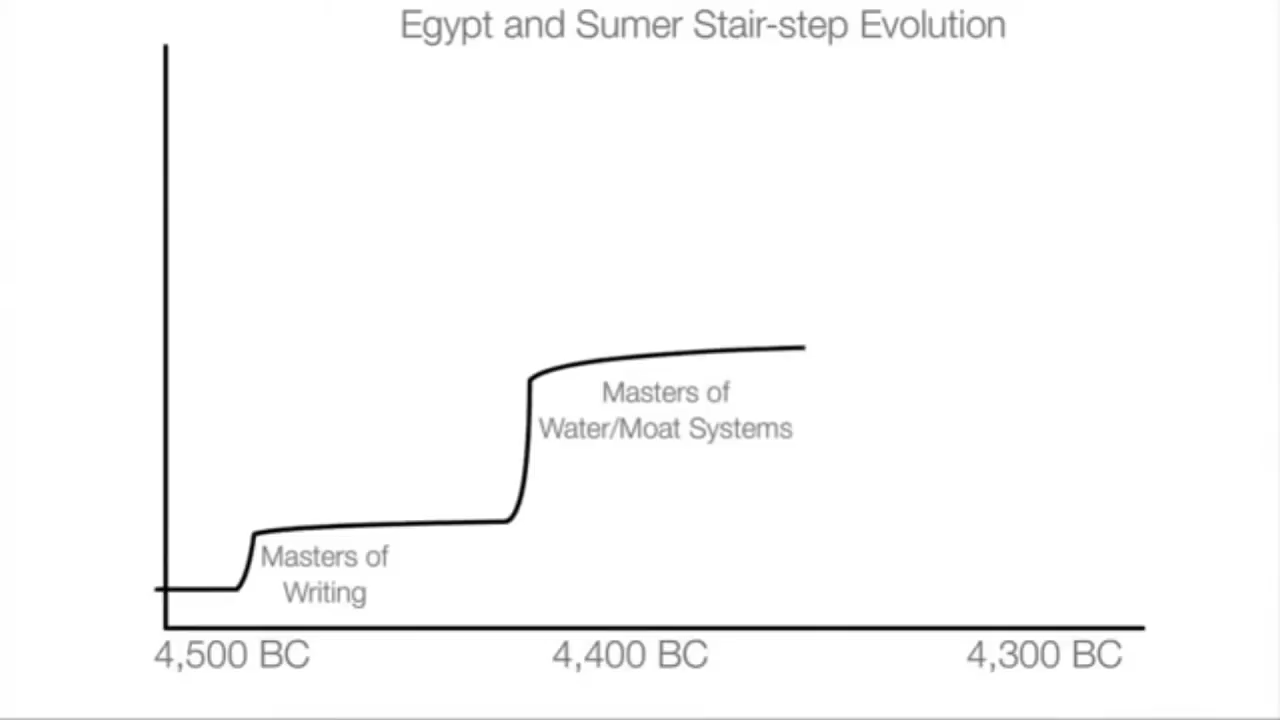 Egypt and Sumer Stair-step Evolution
Masters of
Water/Moat Systems
Masters of
Writing
4,500 BC
4,400 BC
4,300 BC